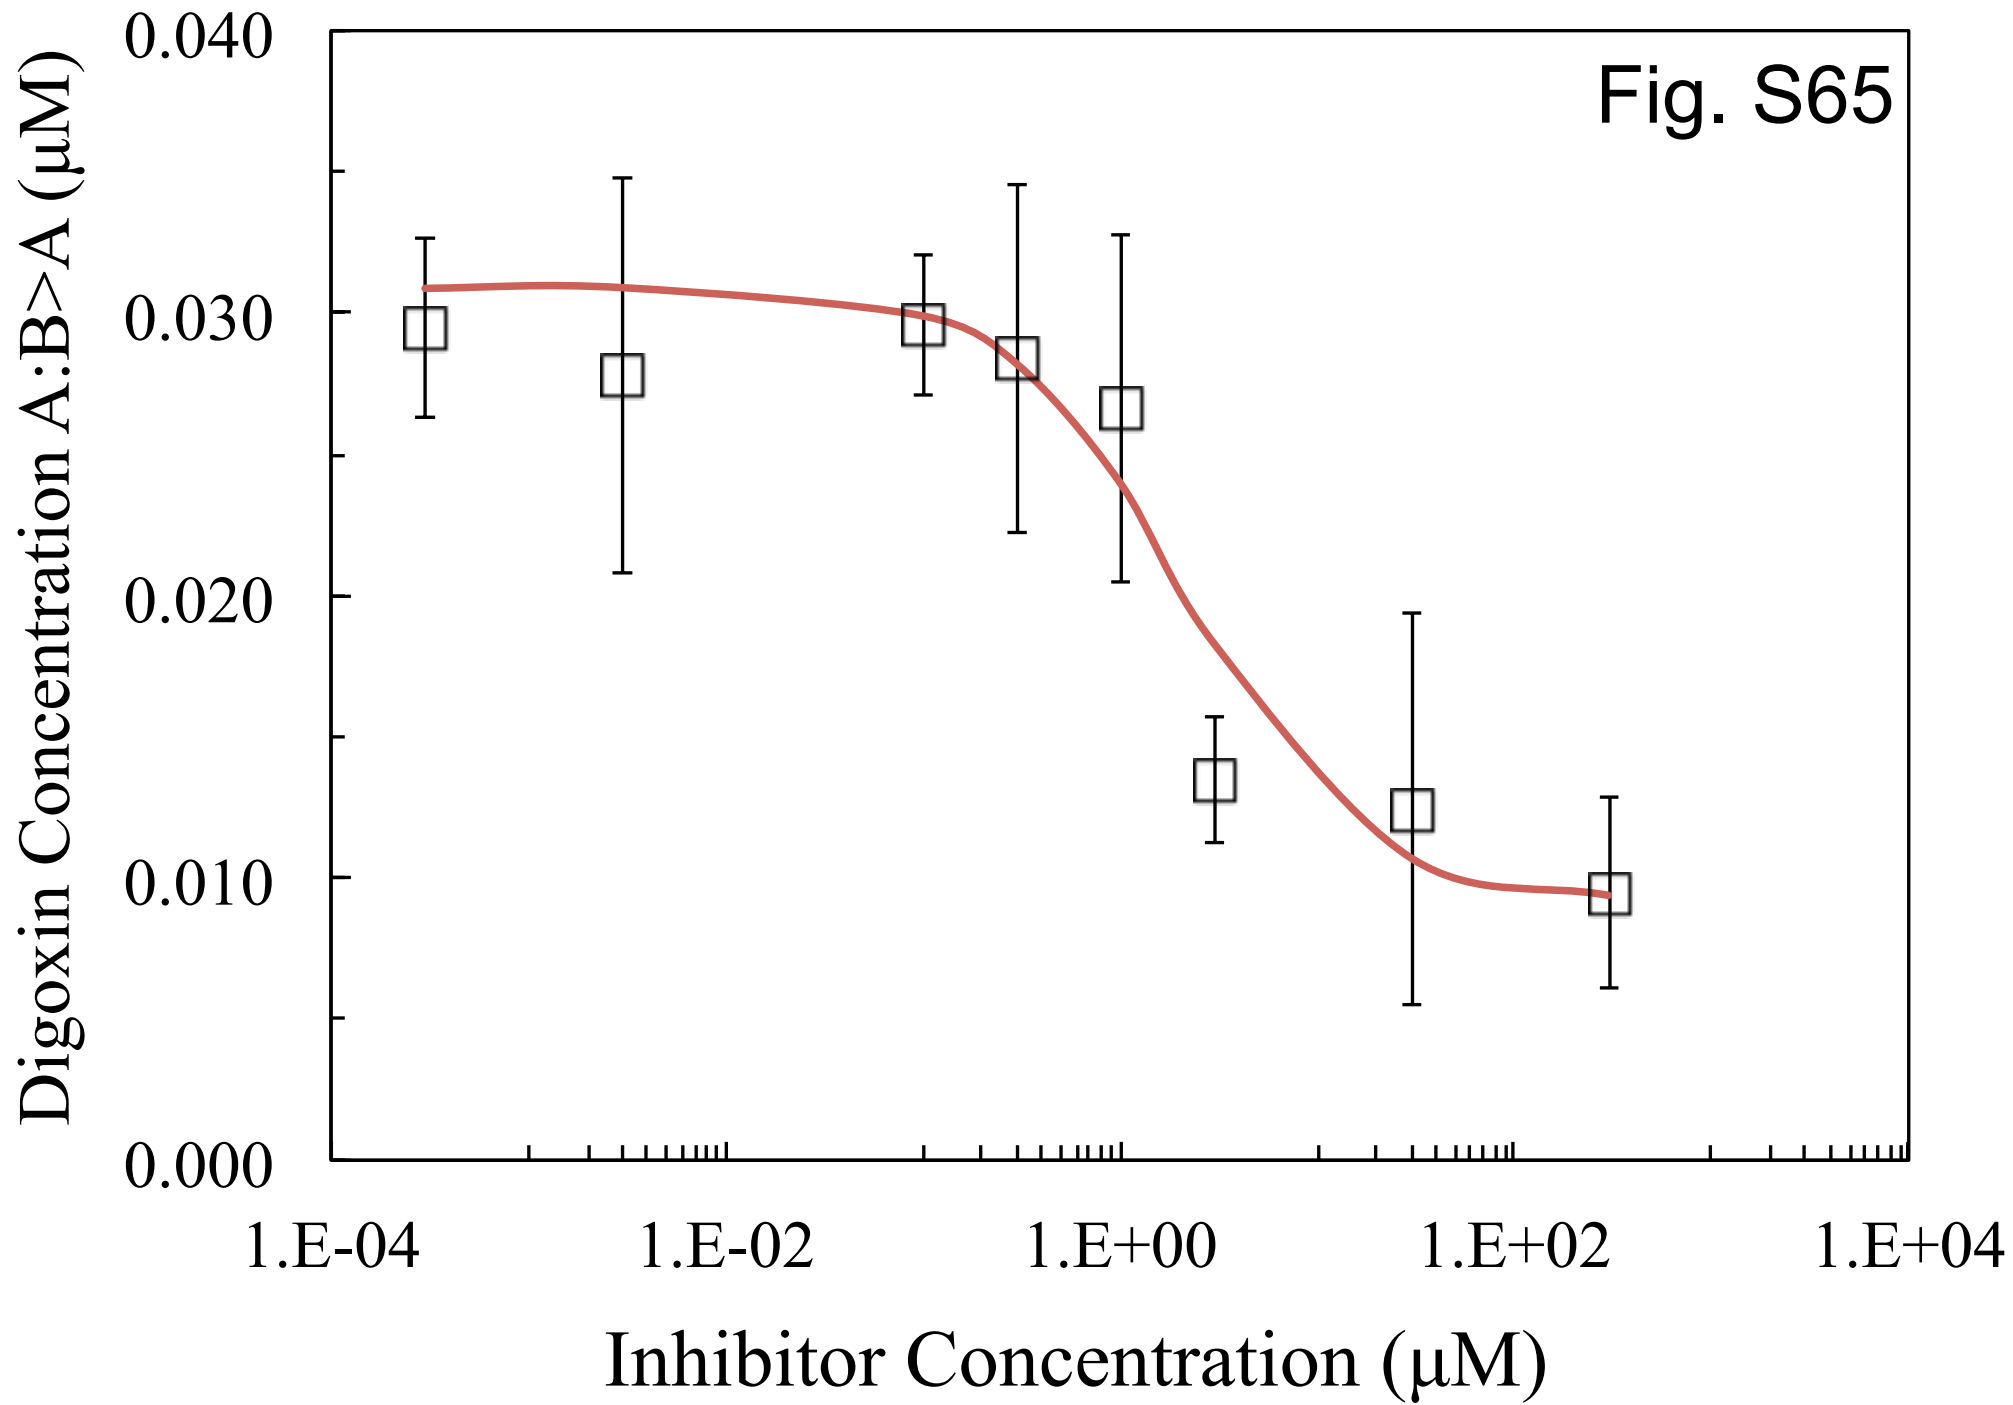 Fig. S65
Digoxin Concentration A:B>A (µM)
0.040
0.030
0.020
0.010
0.000
1.E-04 1.E-02 1.E+00 1.E+02 1.E+04
Inhibitor Concentration (µM)